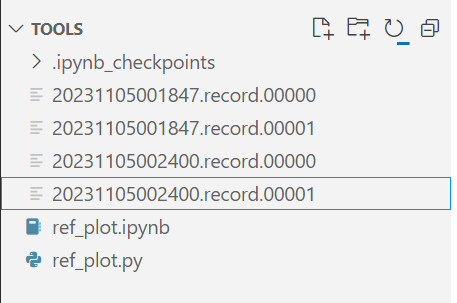 TOOLS
.ipynb_checkpoints
20231105001847.record.00000
20231105001847.record.00001
20231105002400.record.00000
20231105002400.record.00001
ref_plot.ipynb
ref_plot.py